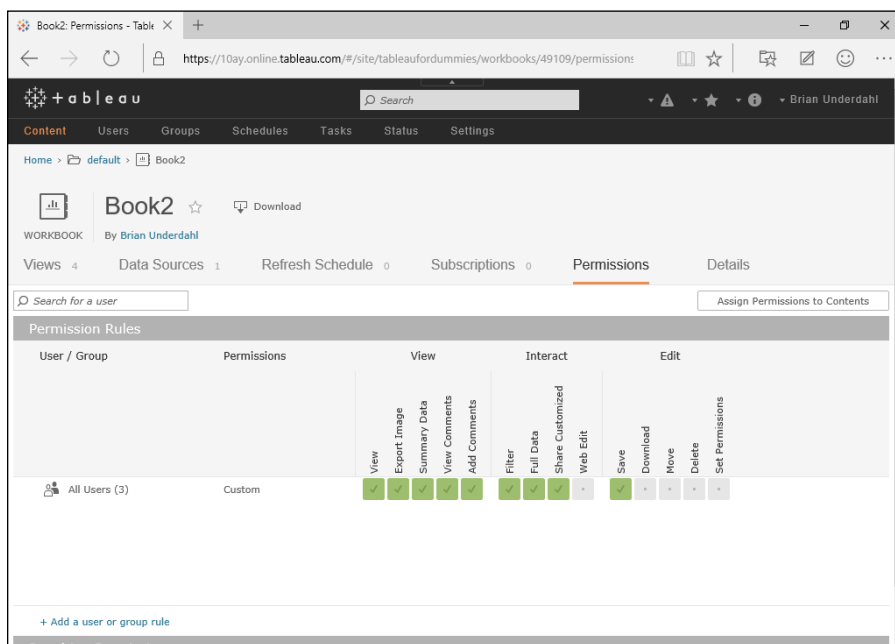 Book2: Permissions - Table
https://10ay.online.tableau.com/#/site/tableaufordummies/workbooks/49109/permissions
+ableau
Search
Brian Underdahl
Content Users Groups Schedules Tasks Status Settings
Home > default > Book2
Book2 Download
WORKBOOK By Brian Underdahl
Views 4 Data Sources 1 Refresh Schedule 0 Subscriptions 0 Permissions Details
Search for a user Assign Permissions to Contents
Permission Rules
User / Group Permissions View Interact Edit
View
Export Image
Summary Data
View Comments
Add Comments
Filter
Full Data
Share Customized
Web Edit
Save
Download
Move
Delete
Set Permissions
All Users (3) Custom
+ Add a user or group rule